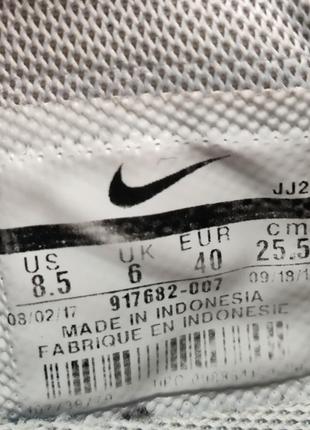 JJ2
US UK EUR cm
8.5 6 40 25.5
917682-007
08/02/17 09/18/1
MADE IN INDONESIA
FABRIQUE EN INDONESIE